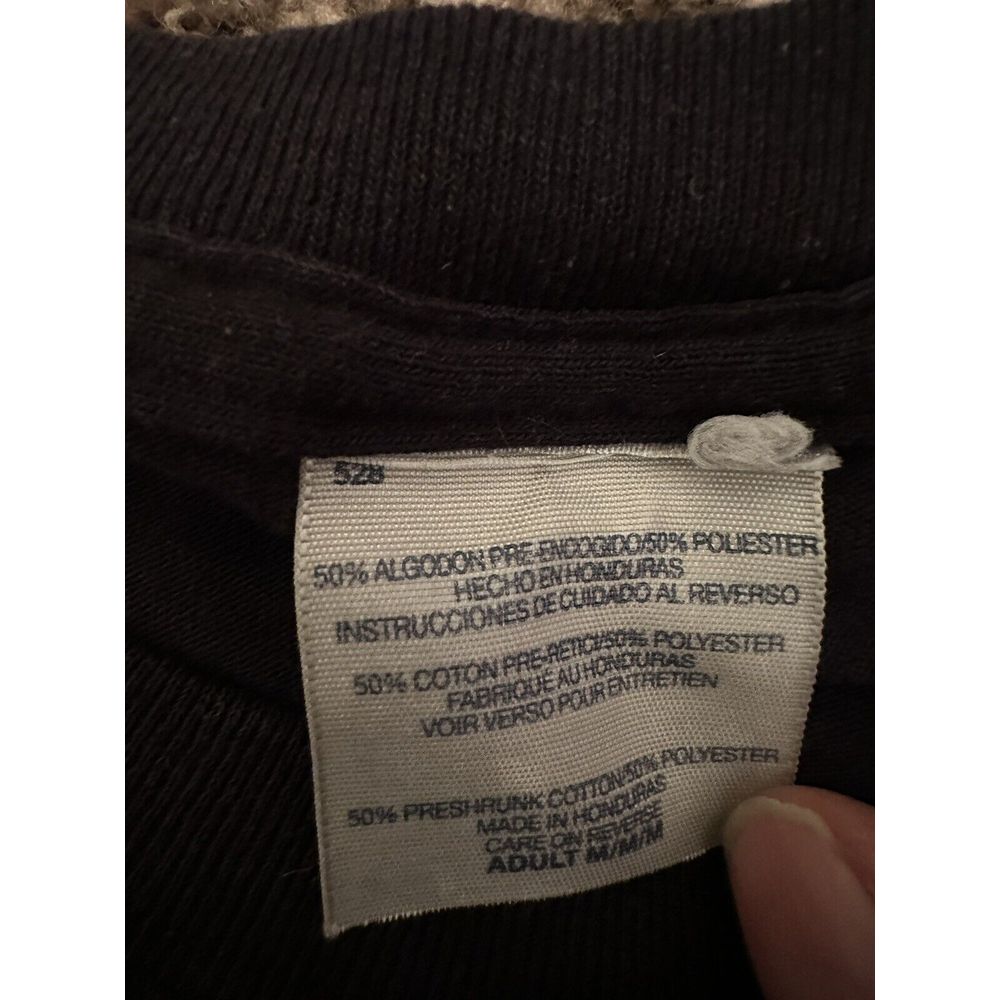 528
50% ALGODON PRE-ENCOGIDO/50% POLIESTER
HECHO EN HONDURAS
INSTRUCCIONES DE CUIDADO AL REVERSO
50% COTON PRE-RETICI/50% POLYESTER
FABRIQUÉ AU HONDURAS
VOIR VERSO POUR ENTRETIEN
50% PRESHRUNK COTTON/50% POLYESTER
MADE IN HONDURAS
CARE ON REVERSE
ADULT M/M/M